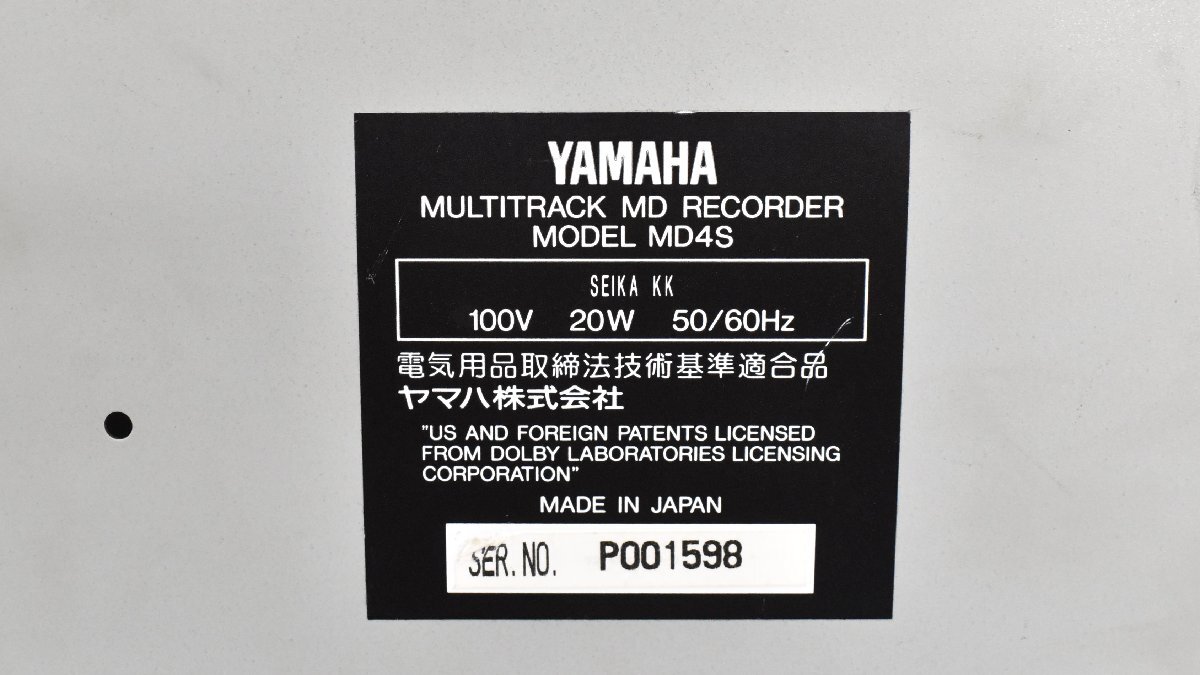 YAMAHA
MULTITRACK MD RECORDER
MODEL MD4S
SEIKA KK
100V 20W 50/60Hz
電気用品取締法技術基準適合品
ヤマハ株式会社
"US AND FOREIGN PATENTS LICENSED
FROM DOLBY LABORATORIES LICENSING
CORPORATION"
MADE IN JAPAN
SER. NO. P001598